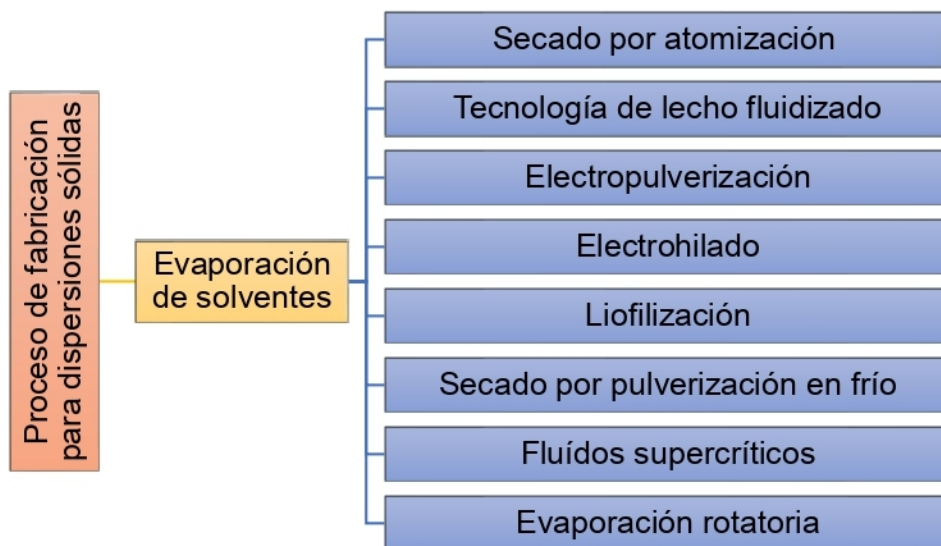 Proceso de fabricación
para dispersiones sólidas
Evaporación
de solventes
Secado por atomización
Tecnología de lecho fluidizado
Electropulverización
Electrohilado
Liofilización
Secado por pulverización en frío
Fluídos supercríticos
Evaporación rotatoria